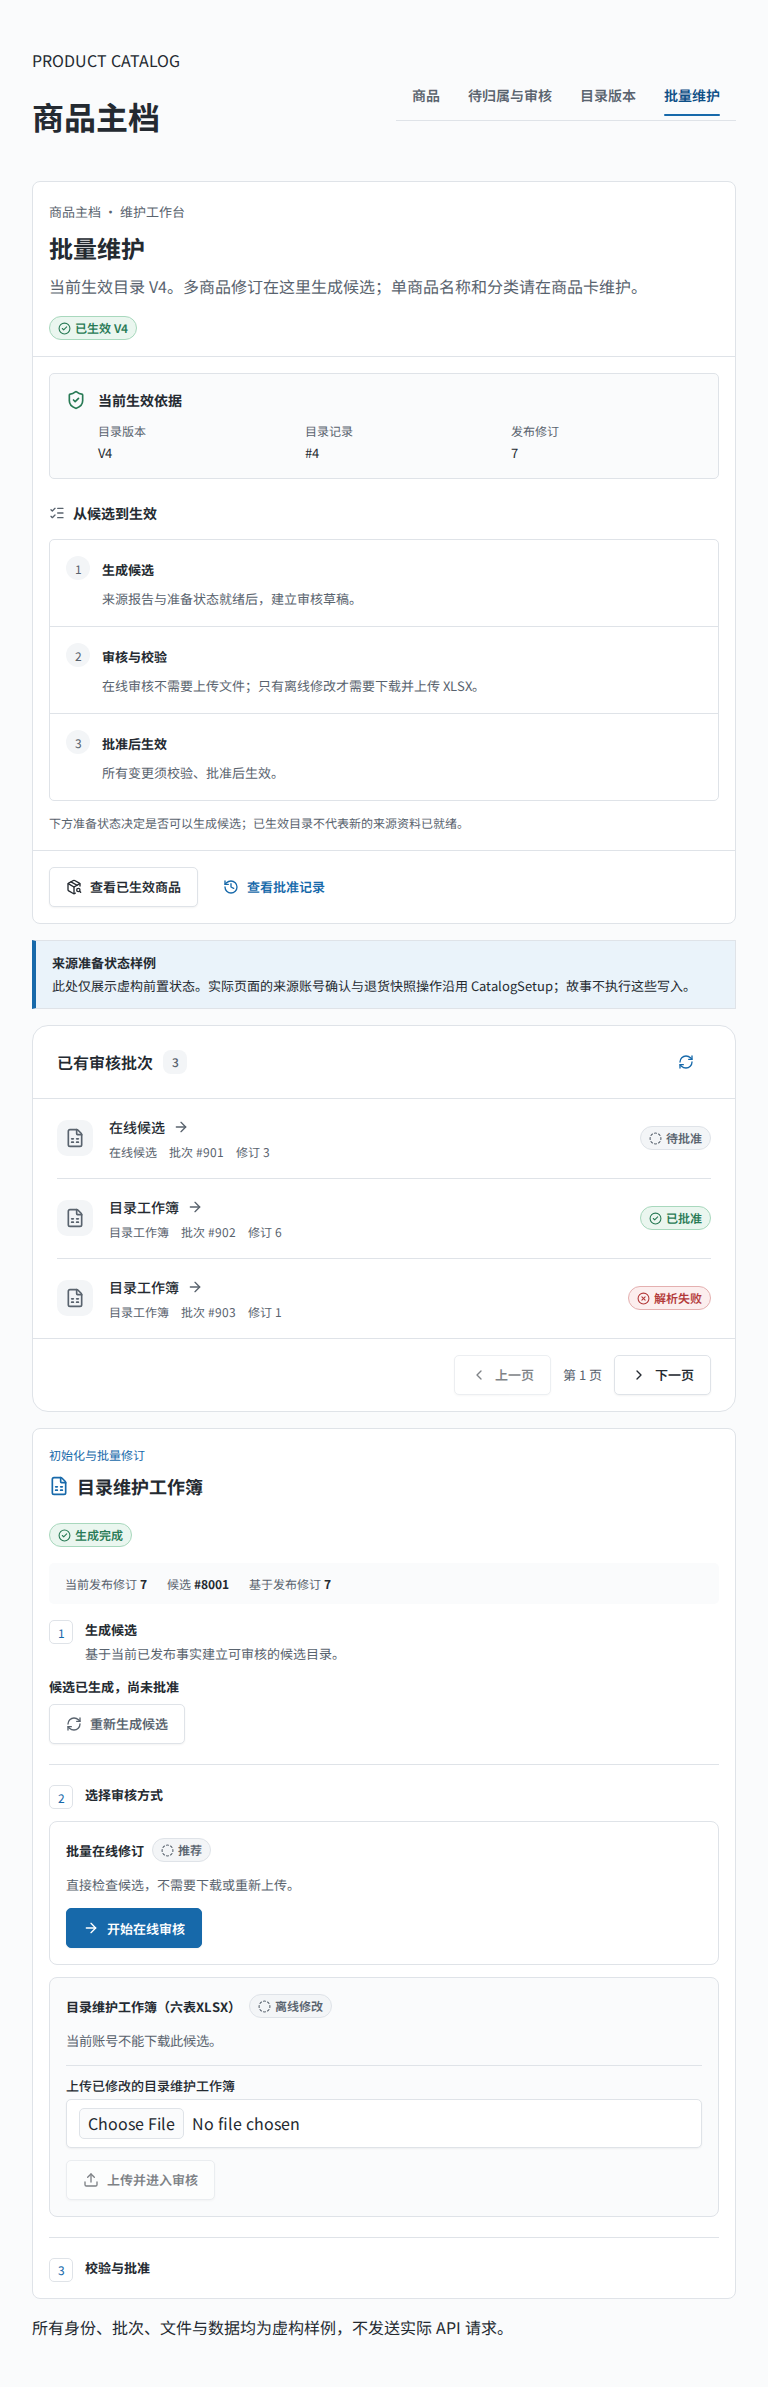 PRODUCT CATALOG
商品主档
商品 待归属与审核 目录版本 批量维护
商品主档 · 维护工作台
批量维护
当前生效目录 V4。多商品修订在这里生成候选；单商品名称和分类请在商品卡维护。
已生效 V4
当前生效依据
目录版本 目录记录 发布修订
V4 #4 7
从候选到生效
1 生成候选
来源报告与准备状态就绪后，建立审核草稿。
2 审核与校验
在线审核不需要上传文件；只有离线修改才需要下载并上传 XLSX。
3 批准后生效
所有变更须校验、批准后生效。
下方准备状态决定是否可以生成候选；已生效目录不代表新的来源资料已就绪。
查看已生效商品 查看批准记录
来源准备状态样例
此处仅展示虚构前置状态。实际页面的来源账号确认与退货快照操作沿用 CatalogSetup；故事不执行这些写入。
已有审核批次 3
在线候选
在线候选 批次 #901 修订 3
待批准
目录工作簿
目录工作簿 批次 #902 修订 6
已批准
目录工作簿
目录工作簿 批次 #903 修订 1
解析失败
上一页 第 1 页 下一页
初始化与批量修订
目录维护工作簿
生成完成
当前发布修订 7 候选 #8001 基于发布修订 7
1 生成候选
基于当前已发布事实建立可审核的候选目录。
候选已生成，尚未批准
重新生成候选
2 选择审核方式
批量在线修订 推荐
直接检查候选，不需要下载或重新上传。
开始在线审核
目录维护工作簿（六表XLSX） 离线修改
当前账号不能下载此候选。
上传已修改的目录维护工作簿
Choose File No file chosen
上传并进入审核
3 校验与批准
所有身份、批次、文件与数据均为虚构样例，不发送实际 API 请求。